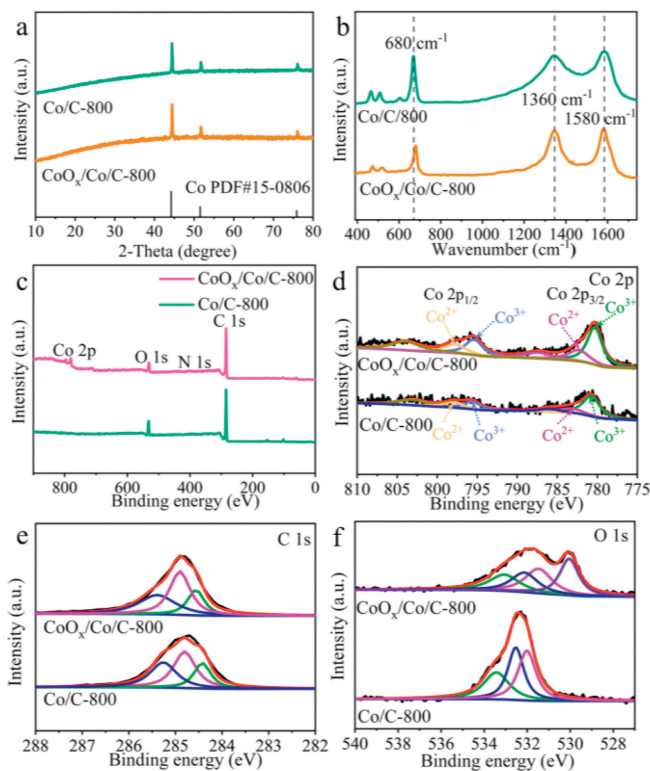 a
Intensity (a.u.)
Co/C-800
CoOₓ/Co/C-800
Co PDF#15-0806
10 20 30 40 50 60 70 80
2-Theta (degree)
b
Intensity (a.u.)
680 cm⁻¹
1360 cm⁻¹
1580 cm⁻¹
Co/C/800
CoOₓ/Co/C-800
400 600 800 1000 1200 1400 1600
Wavenumber (cm⁻¹)
c
Intensity (a.u.)
CoOₓ/Co/C-800
Co/C-800
C 1s
Co 2p
O 1s
N 1s
800 600 400 200 0
Binding energy (eV)
d
Intensity (a.u.)
Co 2p
Co 2p₁/₂
Co 2p₃/₂
Co²⁺
Co³⁺
Co²⁺
Co³⁺
CoOₓ/Co/C-800
Co/C-800
Co²⁺
Co³⁺
Co²⁺
Co³⁺
810 805 800 795 790 785 780 775
Binding energy (eV)
e
Intensity (a.u.)
C 1s
CoOₓ/Co/C-800
Co/C-800
288 287 286 285 284 283 282
Binding energy (eV)
f
Intensity (a.u.)
O 1s
CoOₓ/Co/C-800
Co/C-800
540 538 536 534 532 530 528
Binding energy (eV)